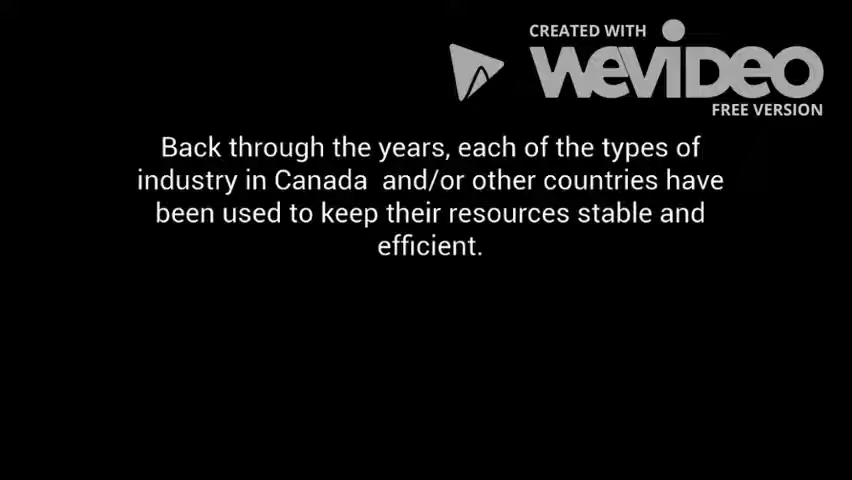 CREATED WITH
WEVIDEO
FREE VERSION
Back through the years, each of the types of
industry in Canada  and/or other countries have
been used to keep their resources stable and
efficient.